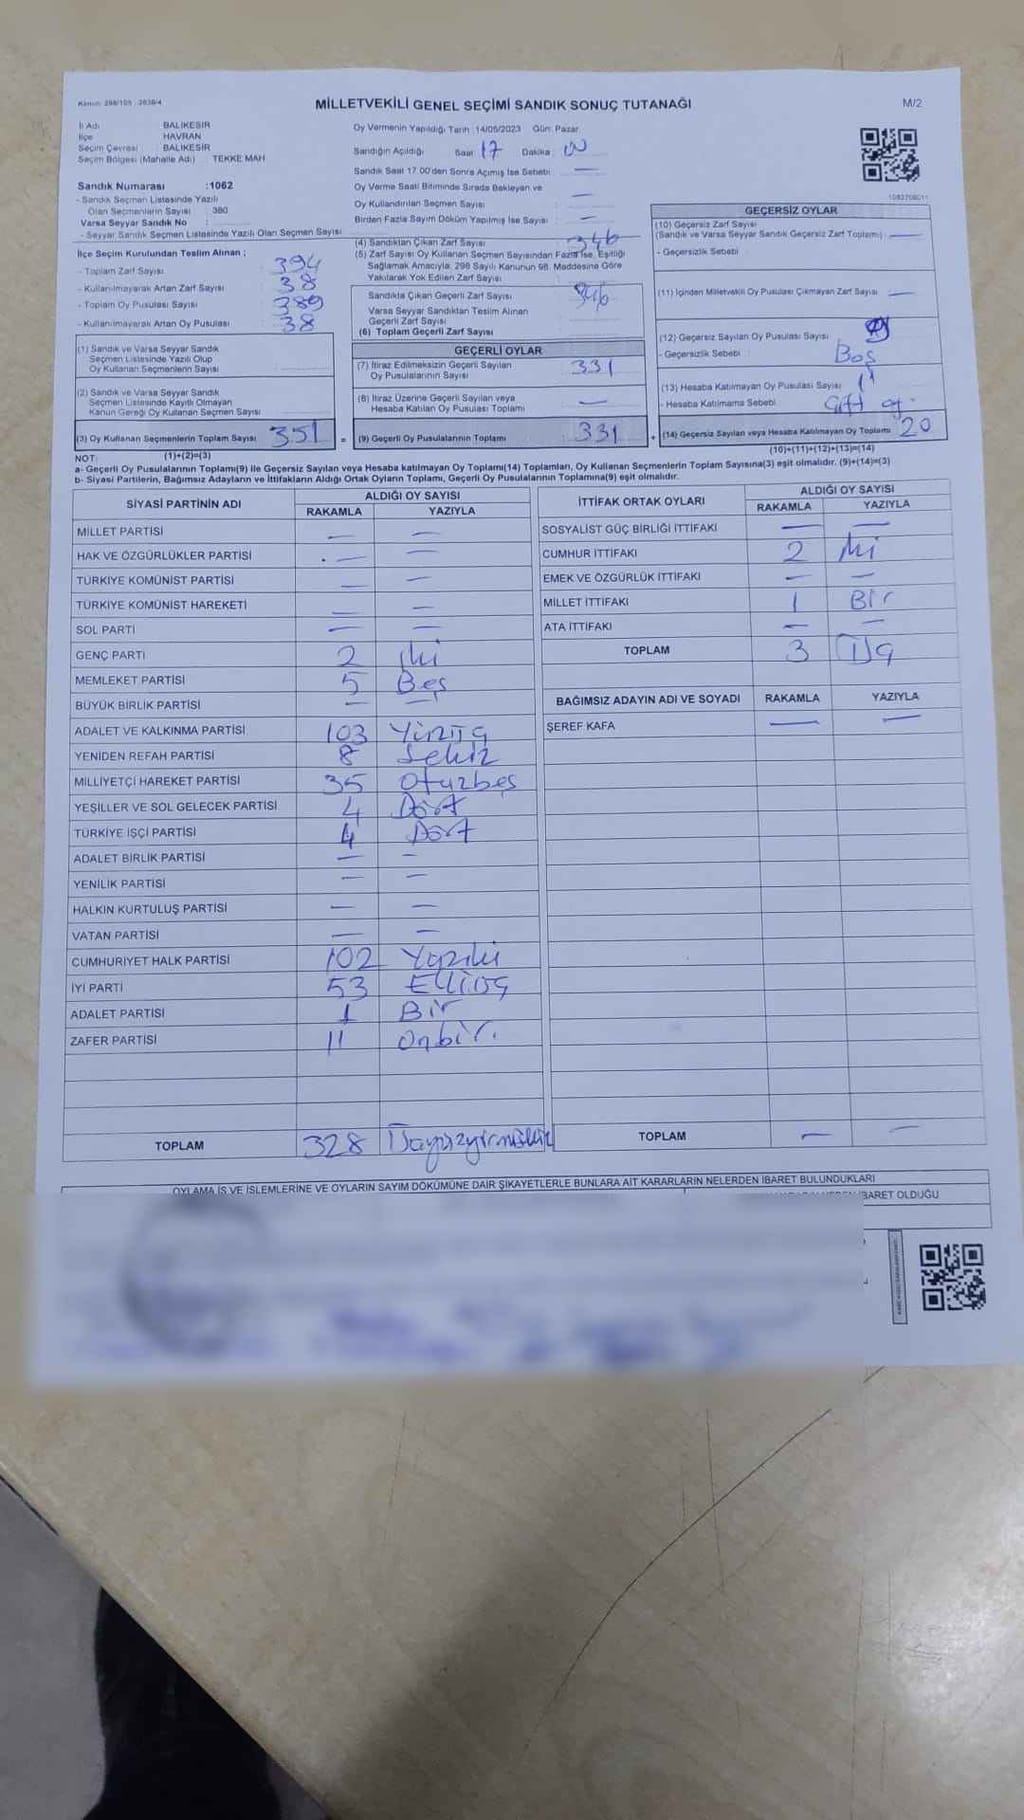 Kanun: 298/105 : 2839/4
MİLLETVEKİLİ GENEL SEÇİMİ SANDIK SONUÇ TUTANAĞI
M/2
İl Adı BALIKESİR
İlçe HAVRAN
Seçim Çevresi BALIKESİR
Seçim Bölgesi (Mahalle Adı) TEKKE MAH
Sandık Numarası :1062
- Sandık Seçmen Listesinde Yazılı
Olan Seçmenlerin Sayısı : 380
Varsa Seyyar Sandık No :
- Seyyar Sandık Seçmen Listesinde Yazılı Olan Seçmen Sayısı
Oy Vermenin Yapıldığı Tarih :14/05/2023 Gün: Pazar
Sandığın Açıldığı Saat: 17 Dakika: 00
Sandık Saat 17.00'den Sonra Açılmış İse Sebebi —
Oy Verme Saati Bitiminde Sırada Bekleyen ve
Oy Kullandırılan Seçmen Sayısı —
Birden Fazla Sayım Döküm Yapılmış İse Sayısı —
İlçe Seçim Kurulundan Teslim Alınan ;
- Toplam Zarf Sayısı 394
- Kullanılmayarak Artan Zarf Sayısı 38
- Toplam Oy Pusulası Sayısı 389
- Kullanılmayarak Artan Oy Pusulası 38
(1) Sandık ve Varsa Seyyar Sandık
Seçmen Listesinde Yazılı Olup
Oy Kullanan Seçmenlerin Sayısı
(2) Sandık ve Varsa Seyyar Sandık
Seçmen Listesinde Kayıtlı Olmayan
Kanun Gereği Oy Kullanan Seçmen Sayısı
(3) Oy Kullanan Seçmenlerin Toplam Sayısı 351
(4) Sandıktan Çıkan Zarf Sayısı 346
(5) Zarf Sayısı Oy Kullanan Seçmen Sayısından Fazla İse, Eşitliği
Sağlamak Amacıyla, 298 Sayılı Kanunun 98. Maddesine Göre
Yakılarak Yok Edilen Zarf Sayısı
Sandıkta Çıkan Geçerli Zarf Sayısı 346
Varsa Seyyar Sandıktan Teslim Alınan
Geçerli Zarf Sayısı
(6) Toplam Geçerli Zarf Sayısı
GEÇERLİ OYLAR
(7) İtiraz Edilmeksizin Geçerli Sayılan
Oy Pusulalarının Sayısı 331
(8) İtiraz Üzerine Geçerli Sayılan veya
Hesaba Katılan Oy Pusulası Toplamı —
= (9) Geçerli Oy Pusulalarının Toplamı 331
GEÇERSİZ OYLAR
(10) Geçersiz Zarf Sayısı
(Sandık ve Varsa Seyyar Sandık Geçersiz Zarf Toplamı) —
- Geçersizlik Sebebi
(11) İçinden Milletvekili Oy Pusulası Çıkmayan Zarf Sayısı —
(12) Geçersiz Sayılan Oy Pusulası Sayısı
- Geçersizlik Sebebi Boş
(13) Hesaba Katılmayan Oy Pusulası Sayısı
- Hesaba Katılmama Sebebi Çift oy.
+ (14) Geçersiz Sayılan veya Hesaba Katılmayan Oy Toplamı 20
NOT: (1)+(2)=(3)
(10)+(11)+(12)+(13)=(14)
a- Geçerli Oy Pusulalarının Toplamı(9) ile Geçersiz Sayılan veya Hesaba katılmayan Oy Toplamı(14) Toplamları, Oy Kullanan Seçmenlerin Toplam Sayısına(3) eşit olmalıdır. (9)+(14)=(3)
b- Siyasi Partilerin, Bağımsız Adayların ve İttifakların Aldığı Ortak Oyların Toplamı, Geçerli Oy Pusulalarının Toplamına(9) eşit olmalıdır.
SİYASİ PARTİNİN ADI ALDIĞI OY SAYISI
RAKAMLA YAZIYLA
MİLLET PARTİSİ — —
HAK VE ÖZGÜRLÜKLER PARTİSİ — —
TÜRKİYE KOMÜNİST PARTİSİ — —
TÜRKİYE KOMÜNİST HAREKETİ — —
SOL PARTİ — —
GENÇ PARTİ 2 iki
MEMLEKET PARTİSİ 5 Beş
BÜYÜK BİRLİK PARTİSİ — —
ADALET VE KALKINMA PARTİSİ 103 Yüzüç
YENİDEN REFAH PARTİSİ 8 Sekiz
MİLLİYETÇİ HAREKET PARTİSİ 35 Otuzbeş
YEŞİLLER VE SOL GELECEK PARTİSİ 4 Dört
TÜRKİYE İŞÇİ PARTİSİ 4 Dört
ADALET BİRLİK PARTİSİ — —
YENİLİK PARTİSİ — —
HALKIN KURTULUŞ PARTİSİ — —
VATAN PARTİSİ — —
CUMHURİYET HALK PARTİSİ 102 Yüziki
İYİ PARTİ 53 Elliüç
ADALET PARTİSİ 1 Bir
ZAFER PARTİSİ 11 Onbir.
TOPLAM 328 Üçyüzyirmisekiz
İTTİFAK ORTAK OYLARI ALDIĞI OY SAYISI
RAKAMLA YAZIYLA
SOSYALİST GÜÇ BİRLİĞİ İTTİFAKI — —
CUMHUR İTTİFAKI 2 iki
EMEK VE ÖZGÜRLÜK İTTİFAKI — —
MİLLET İTTİFAKI 1 Bir
ATA İTTİFAKI — —
TOPLAM 3 Üç
BAĞIMSIZ ADAYIN ADI VE SOYADI RAKAMLA YAZIYLA
ŞEREF KAFA — —
TOPLAM — —
OYLAMA İŞ VE İŞLEMLERİNE VE OYLARIN SAYIM DÖKÜMÜNE DAİR ŞİKAYETLERLE BUNLARA AİT KARARLARIN NELERDEN İBARET BULUNDUKLARI
İBARET OLDUĞU